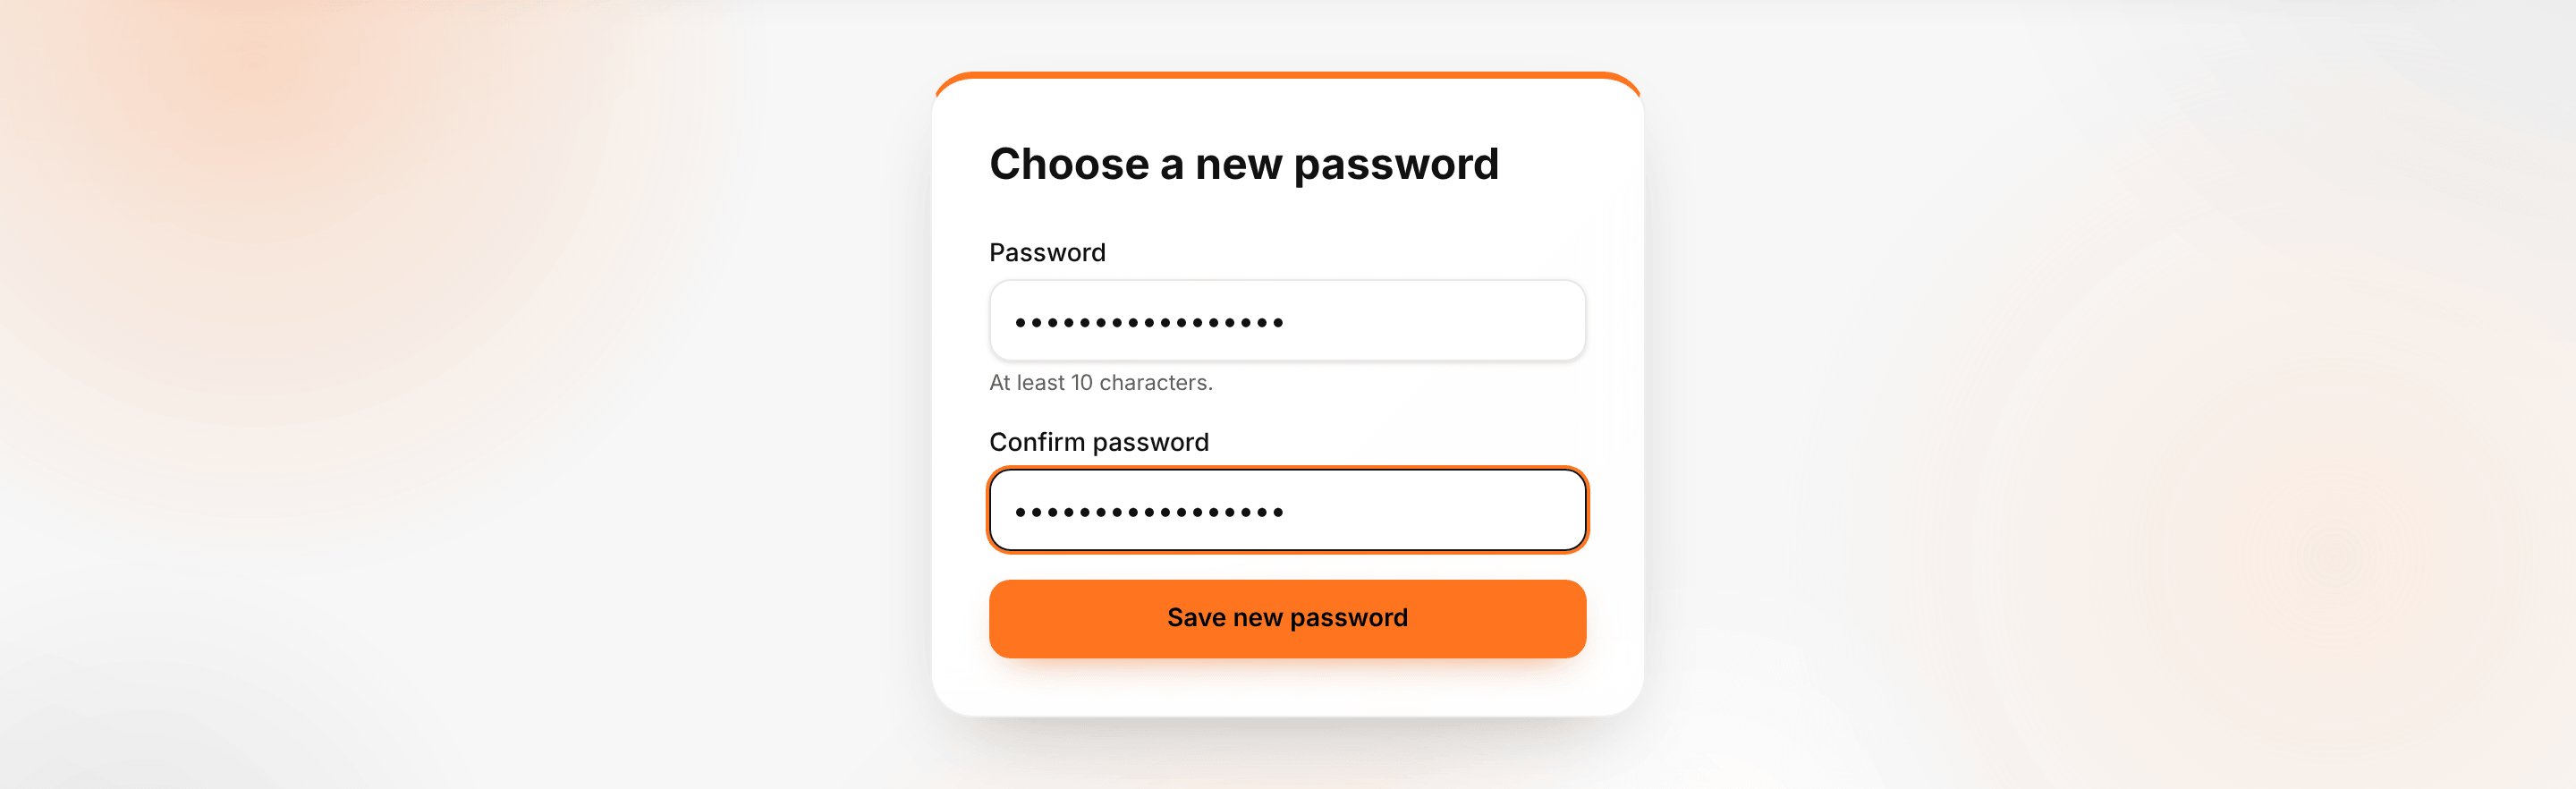 Choose a new password
Password
•••••••••••••••••
At least 10 characters.
Confirm password
•••••••••••••••••
Save new password